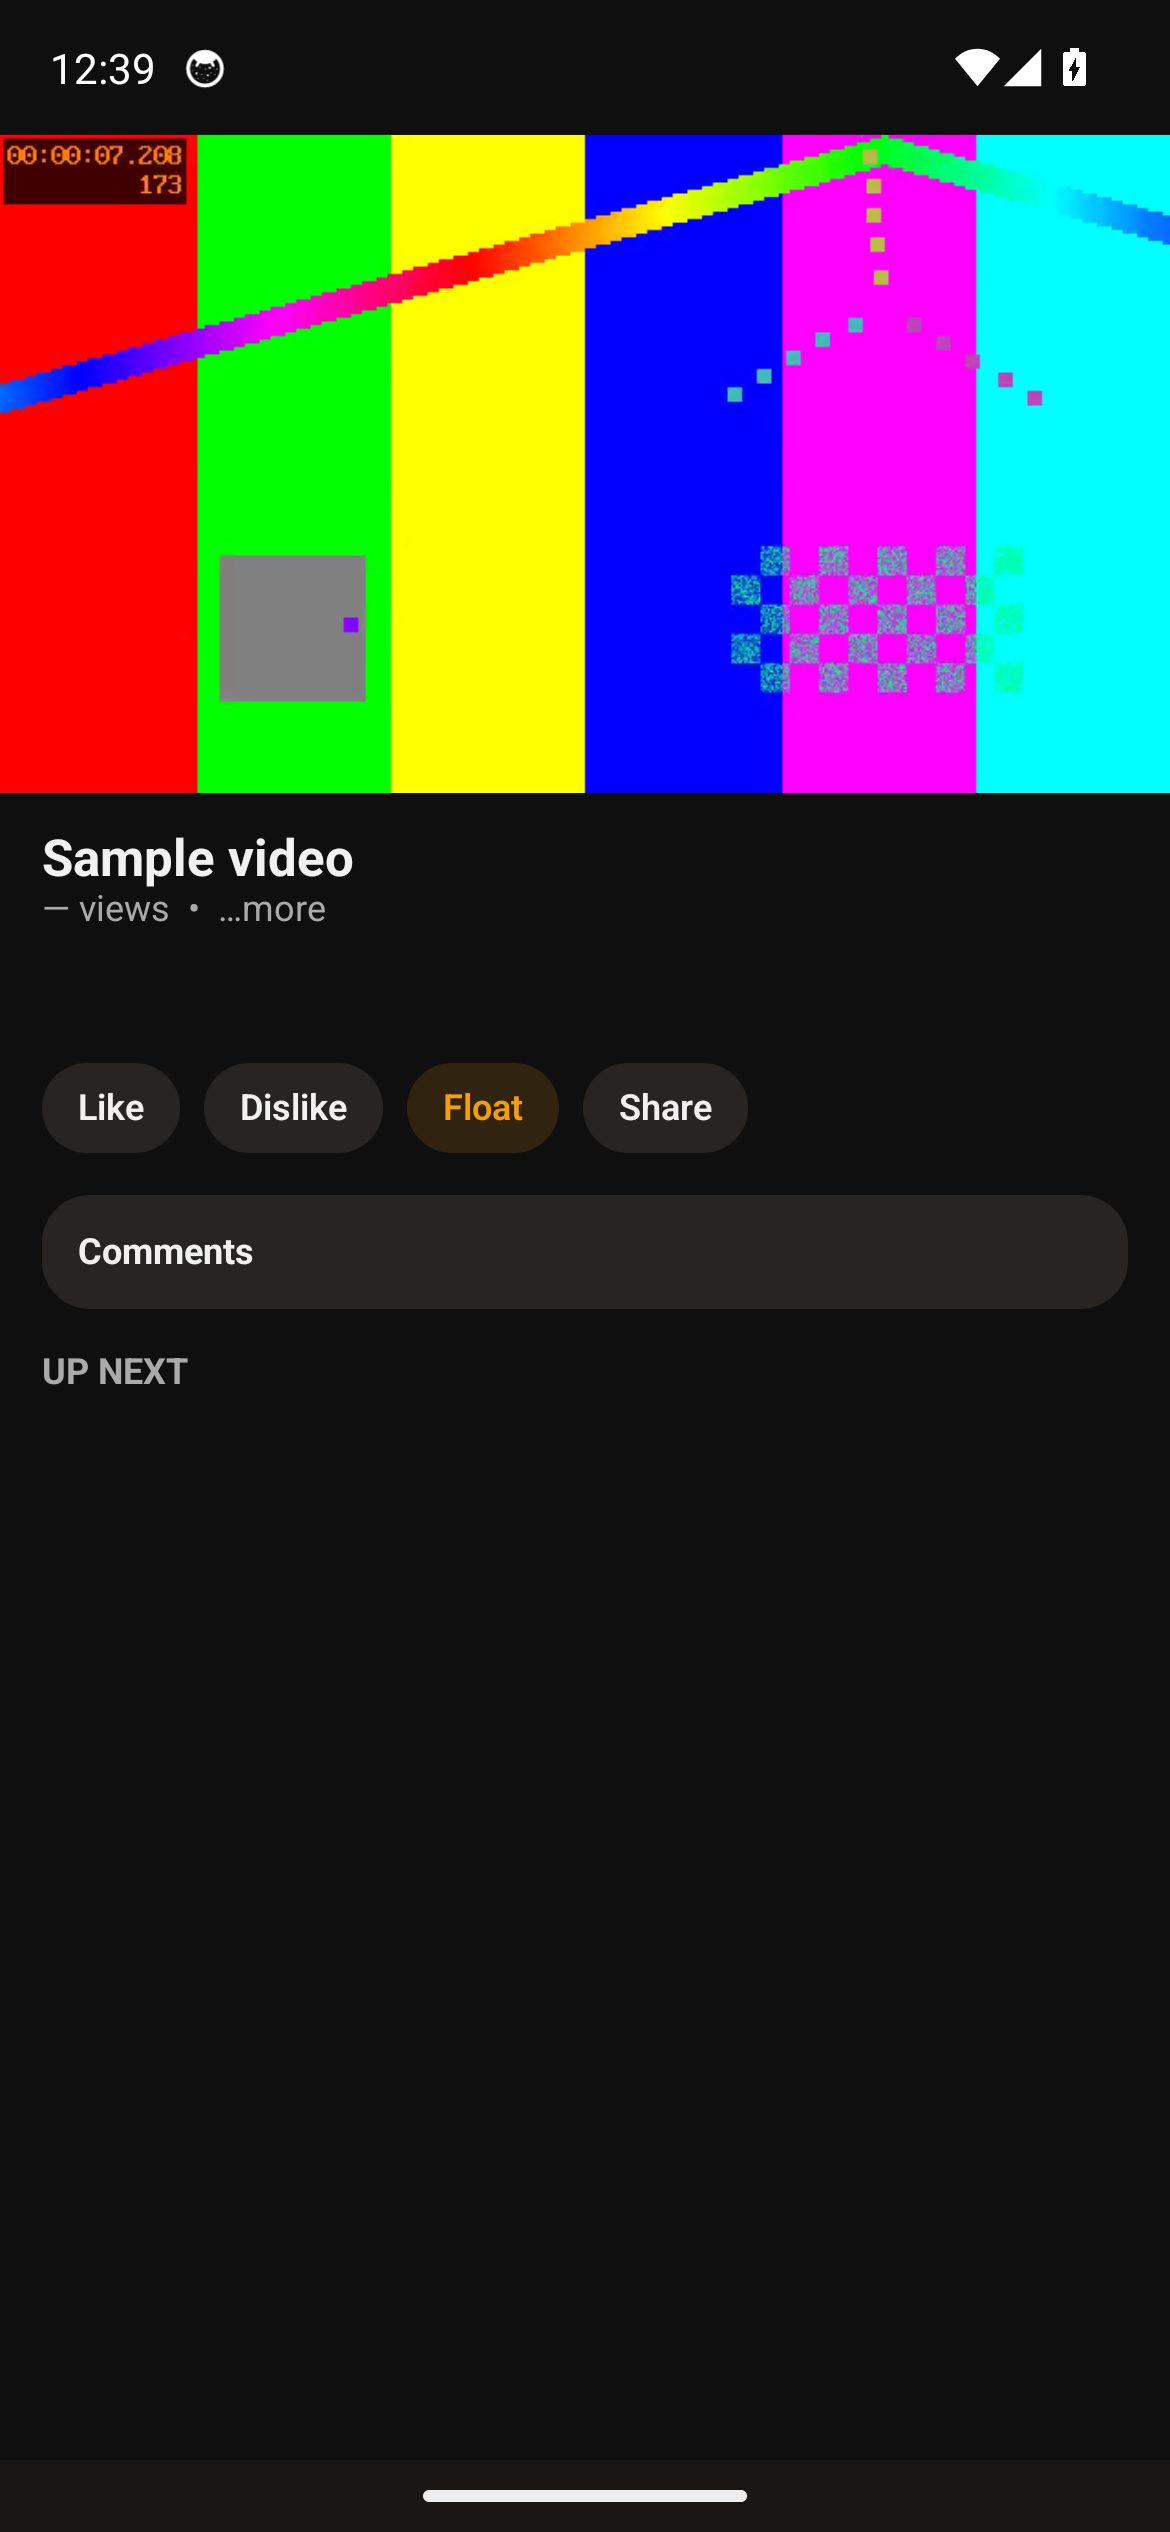 12:39
00:00:07.208
173
Sample video
— views • …more
Like Dislike Float Share
Comments
UP NEXT